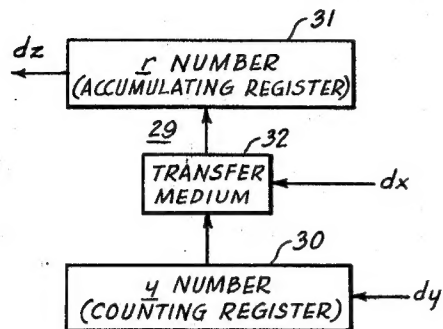 31
dz
r NUMBER
(ACCUMULATING REGISTER)
29
32
TRANSFER
MEDIUM
dx
30
y NUMBER
(COUNTING REGISTER)
dy